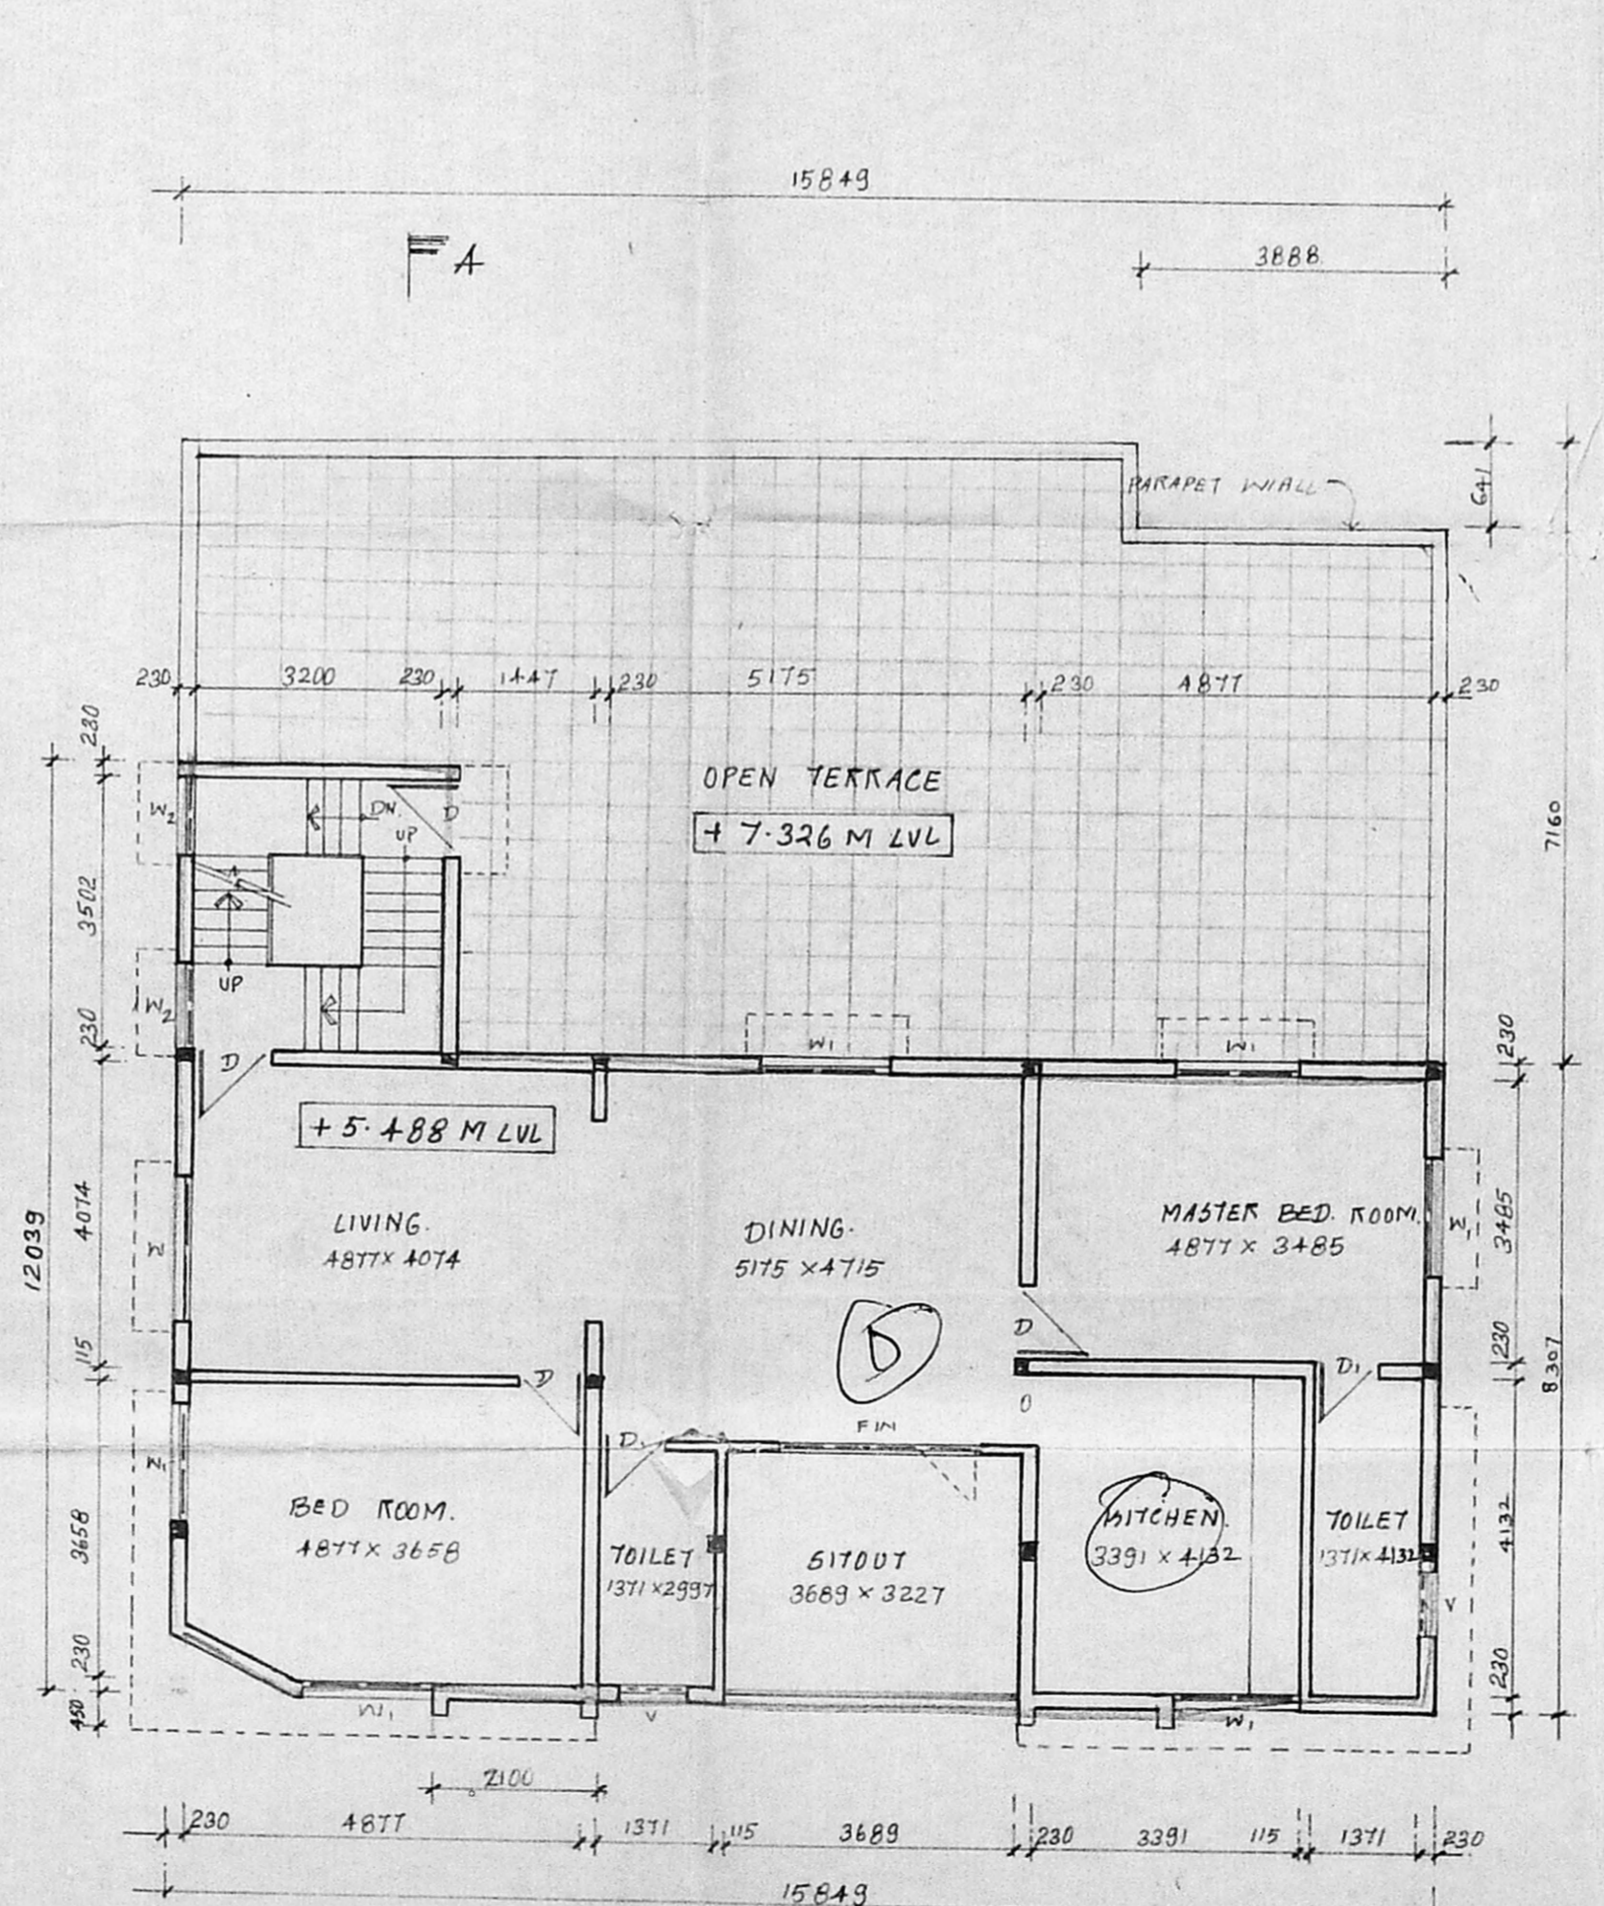 15849
3888
A
641
PARAPET WALL
230 3200 230 1447 230 5175 230 4877 230
230
OPEN TERRACE
+ 7.326 M LVL
W2
DN.
UP
D
7160
3502
UP
W2
230
W1
W1
230
D
+ 5.488 M LVL
12039
4074
LIVING.
4877 x 4074
DINING.
5175 x 4715
MASTER BED. ROOM.
4877 x 3485
3485
W
W1
D
D
115
D
D1
230
8307
O
FIN
D1
W1
BED ROOM.
4877 x 3658
3658
TOILET
1371 x 2997
SITOUT
3689 x 3227
KITCHEN.
3391 x 4132
TOILET
1371 x 4132
4132
V
230
230
450
W1
V
W1
2100
230 4877 1371 115 3689 230 3391 115 1371 230
15849